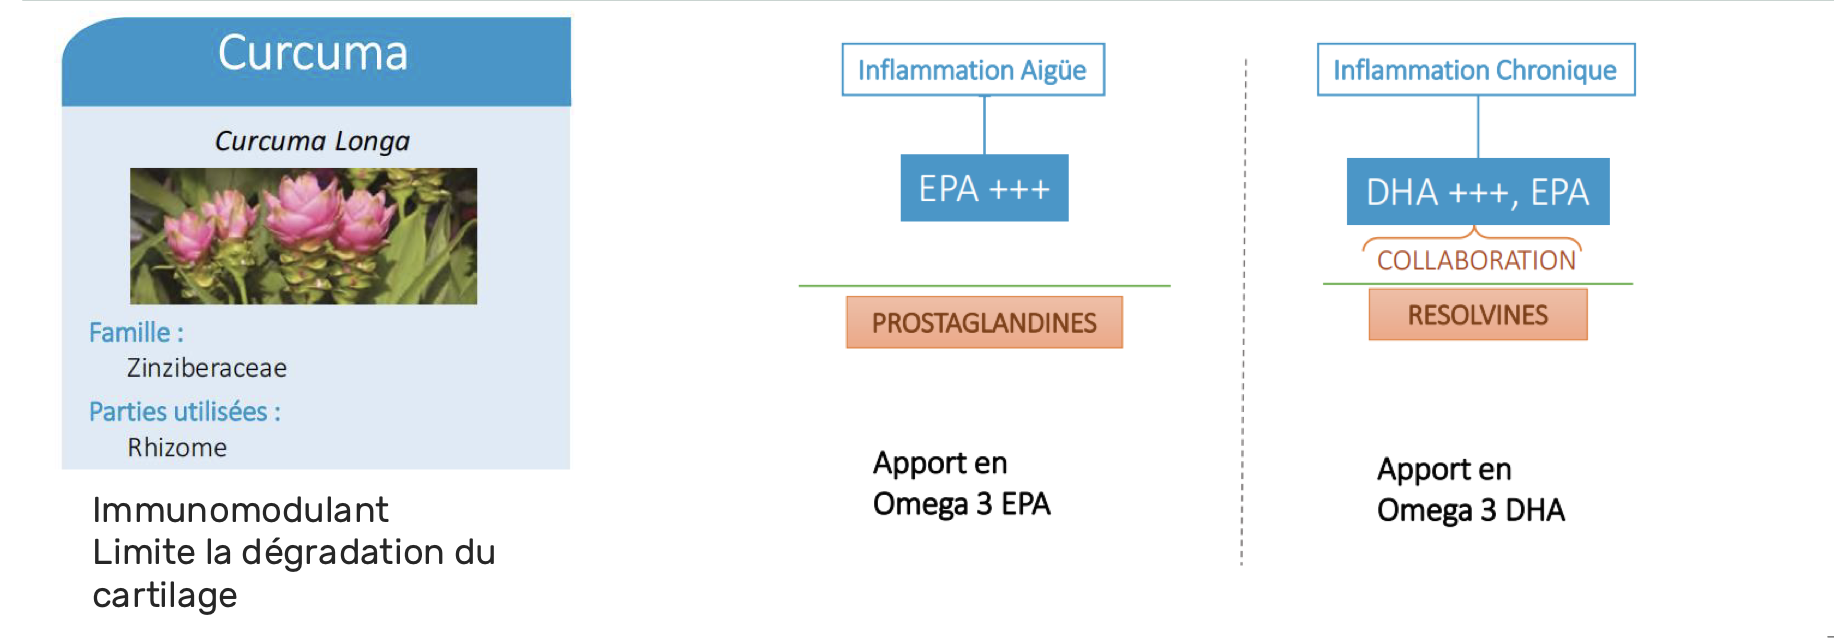 Curcuma
Curcuma Longa
Famille :
Zinziberaceae
Parties utilisées :
Rhizome
Immunomodulant
Limite la dégradation du
cartilage
Inflammation Aigüe
EPA +++
PROSTAGLANDINES
Apport en
Omega 3 EPA
Inflammation Chronique
DHA +++, EPA
COLLABORATION
RESOLVINES
Apport en
Omega 3 DHA